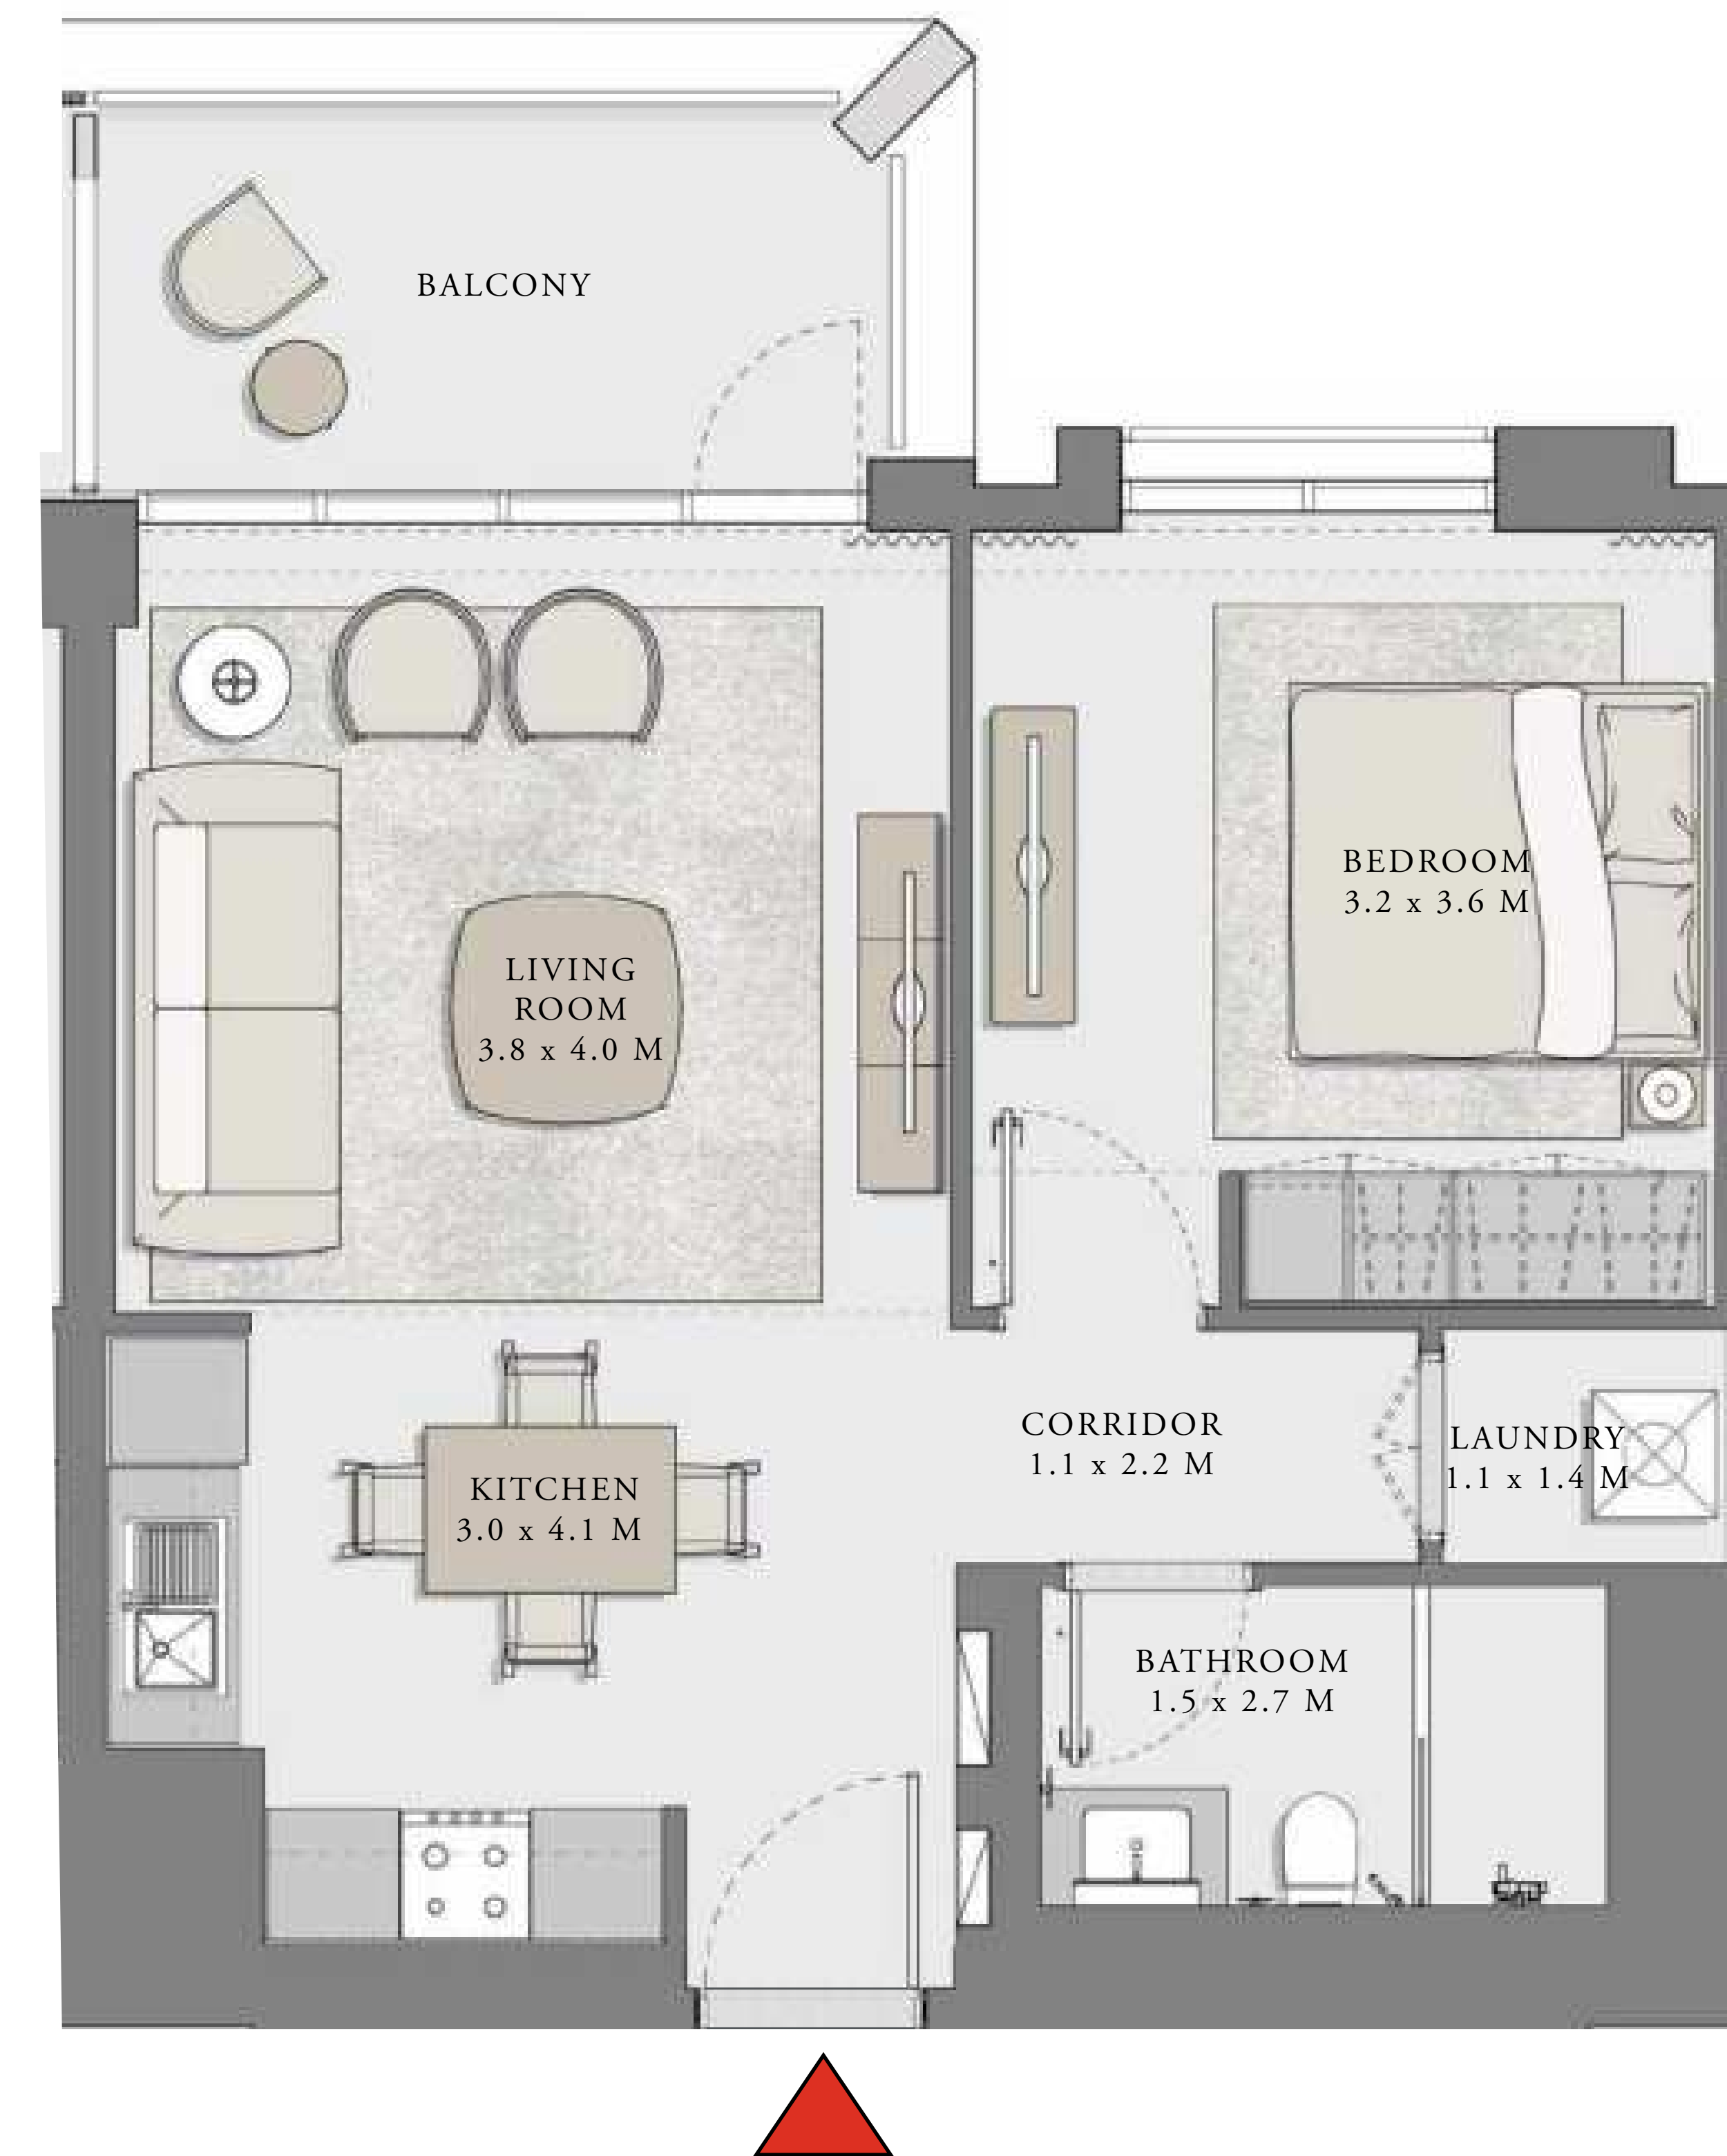 BALCONY
BEDROOM
3.2 x 3.6 M
LIVING
ROOM
3.8 x 4.0 M
CORRIDOR
1.1 x 2.2 M
LAUNDRY
1.1 x 1.4 M
KITCHEN
3.0 x 4.1 M
BATHROOM
1.5 x 2.7 M